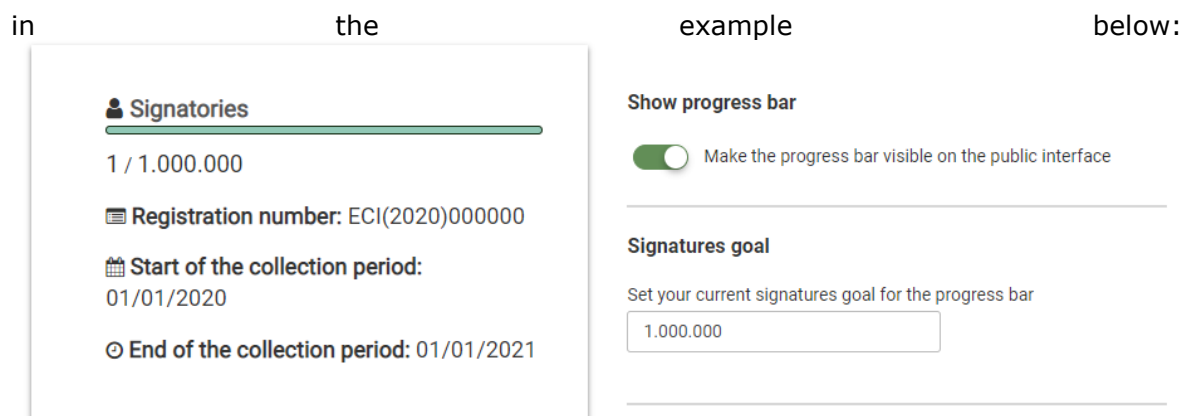 in the example below:
Signatories
1 / 1.000.000
Registration number: ECI(2020)000000
Start of the collection period:
01/01/2020
End of the collection period: 01/01/2021
Show progress bar
Make the progress bar visible on the public interface
Signatures goal
Set your current signatures goal for the progress bar
1.000.000